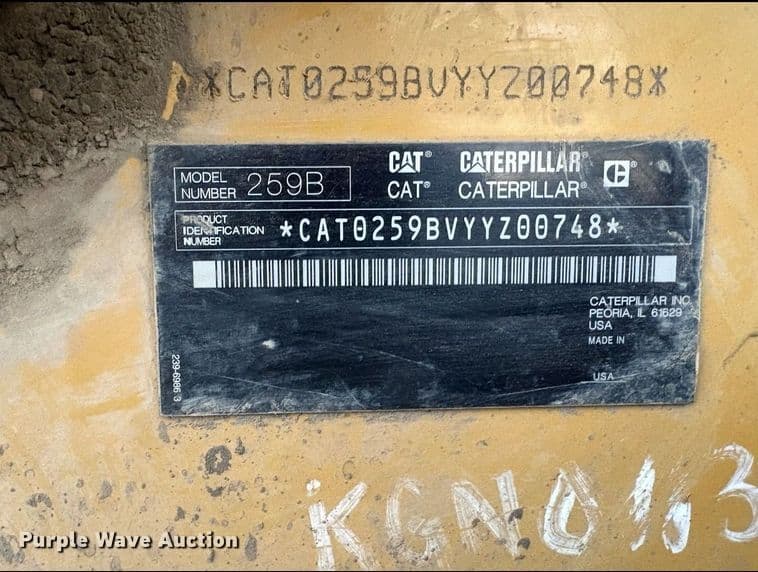 *CAT0259BVYYZ00748*
CAT® CATERPILLAR®
MODEL NUMBER 259B
CAT® CATERPILLAR®
PRODUCT IDENTIFICATION NUMBER *CAT0259BVYYZ00748*
CATERPILLAR INC.
PEORIA, IL 61629
USA
MADE IN
USA
239-6986 3
KGN0113
Purple Wave Auction